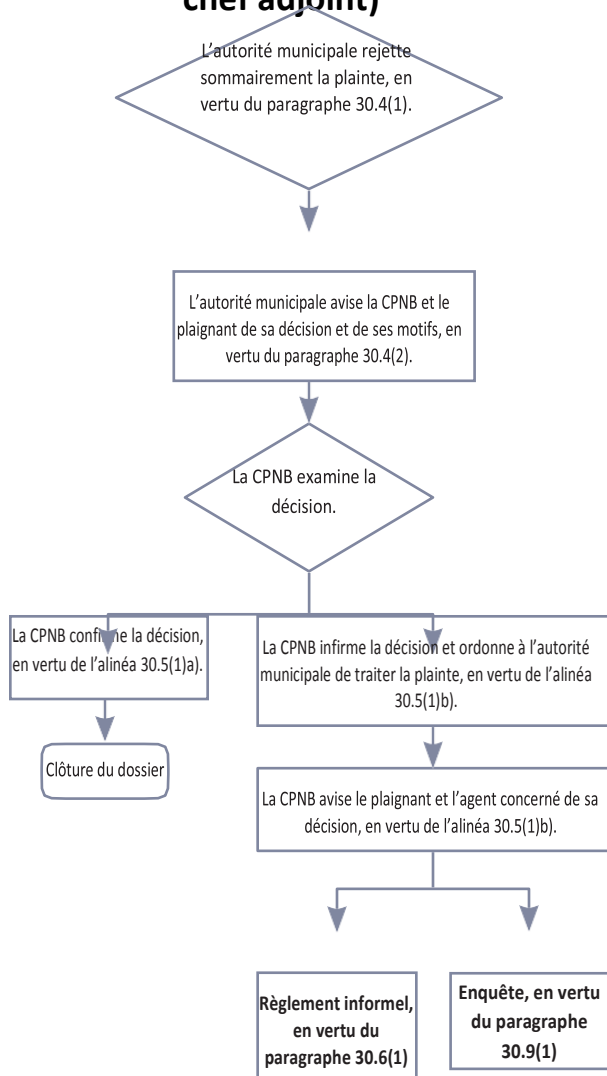 chef adjoint)
L'autorité municipale rejette
sommairement la plainte, en
vertu du paragraphe 30.4(1).
L'autorité municipale avise la CPNB et le
plaignant de sa décision et de ses motifs, en
vertu du paragraphe 30.4(2).
La CPNB examine la
décision.
La CPNB confirme la décision,
en vertu de l'alinéa 30.5(1)a).
Clôture du dossier
La CPNB infirme la décision et ordonne à l'autorité
municipale de traiter la plainte, en vertu de l'alinéa
30.5(1)b).
La CPNB avise le plaignant et l'agent concerné de sa
décision, en vertu de l'alinéa 30.5(1)b).
Règlement informel,
en vertu du
paragraphe 30.6(1)
Enquête, en vertu
du paragraphe
30.9(1)